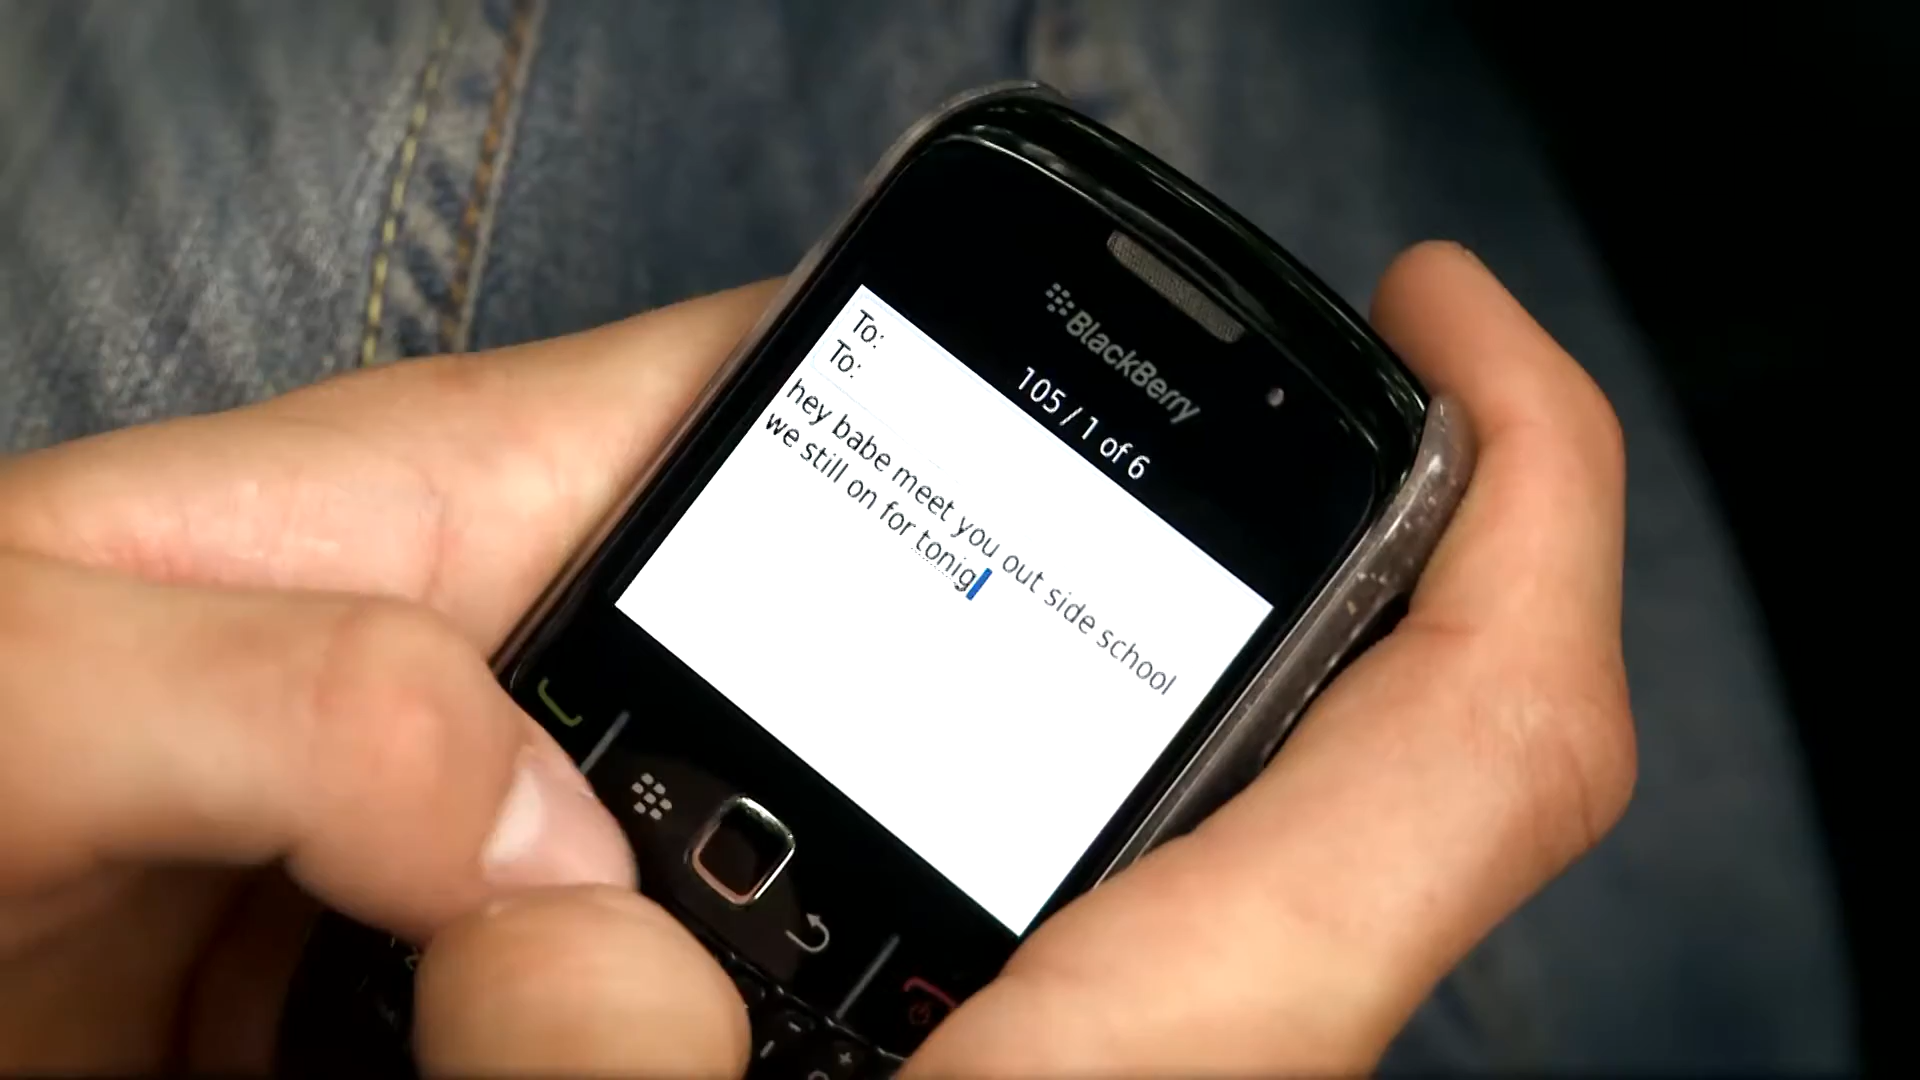 BlackBerry
105 / 1 of 6
To:
To:
hey babe meet you out side school
we still on for tonig